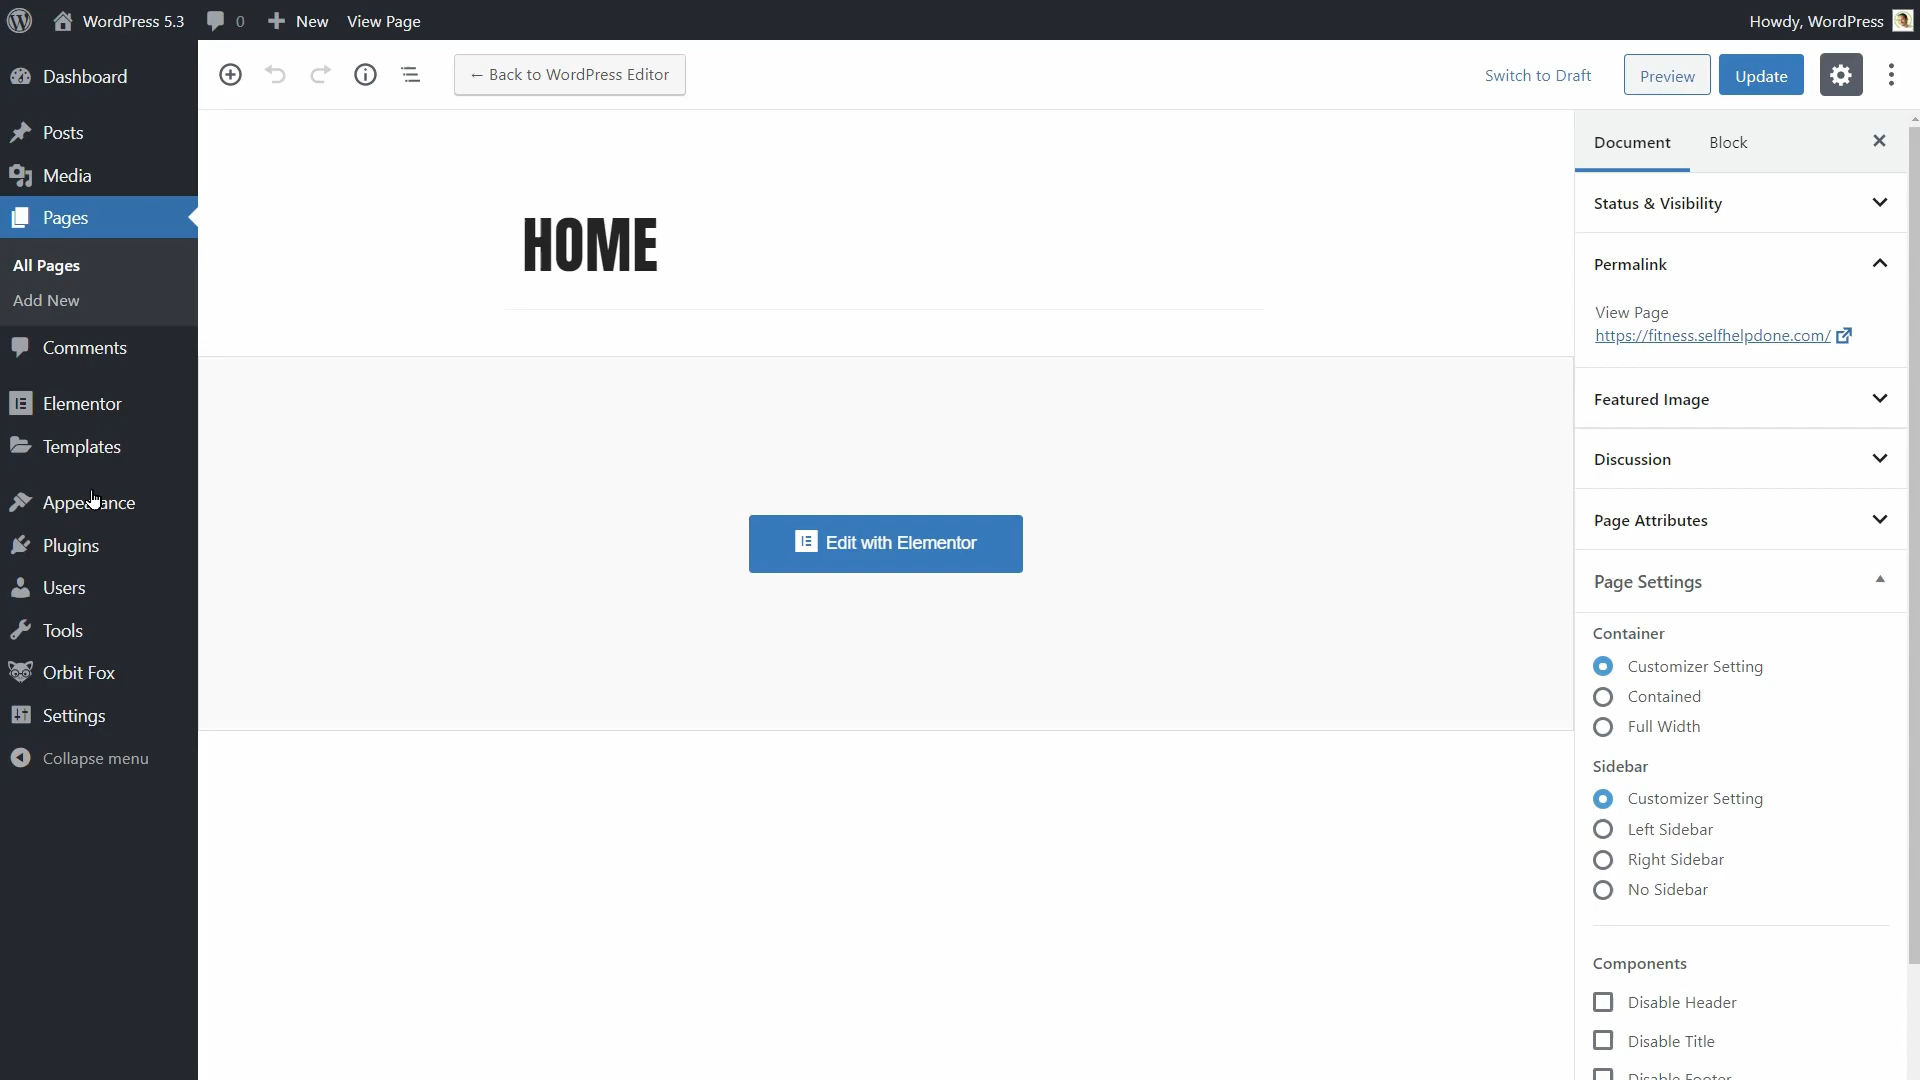 WordPress 5.3
0
New
View Page
Howdy, WordPress
Dashboard
Posts
Media
Pages
All Pages
Add New
Comments
Elementor
Templates
Appearance
Plugins
Users
Tools
Orbit Fox
Settings
Collapse menu
← Back to WordPress Editor
Switch to Draft
Preview
Update
HOME
Edit with Elementor
Document
Block
Status & Visibility
Permalink
View Page
https://fitness.selfhelpdone.com/
Featured Image
Discussion
Page Attributes
Page Settings
Container
Customizer Setting
Contained
Full Width
Sidebar
Customizer Setting
Left Sidebar
Right Sidebar
No Sidebar
Components
Disable Header
Disable Title
Disable Footer